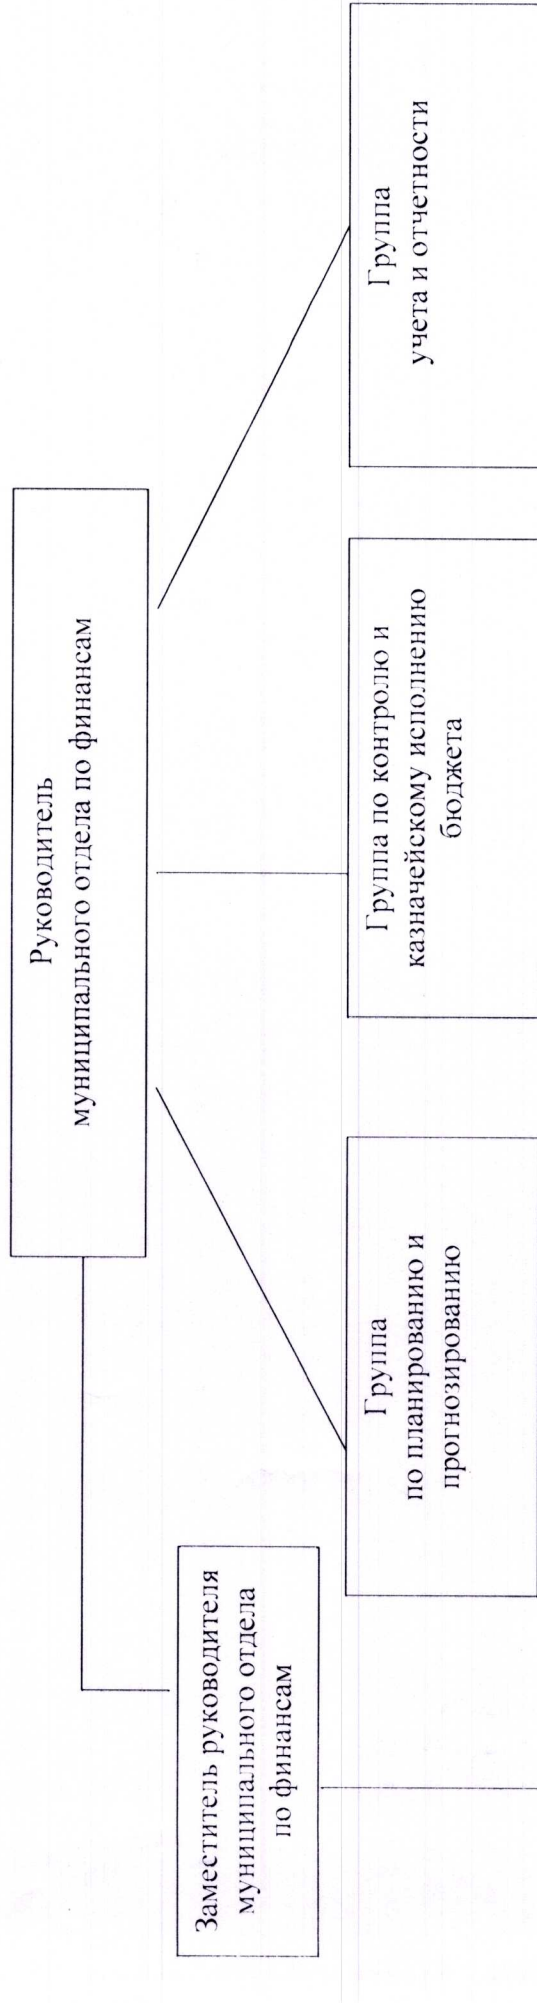 Руководитель
муниципального отдела по финансам
Заместитель руководителя
муниципального отдела
по финансам
Группа
по планированию и
прогнозированию
Группа по контролю и
казначейскому исполнению
бюджета
Группа
учета и отчетности